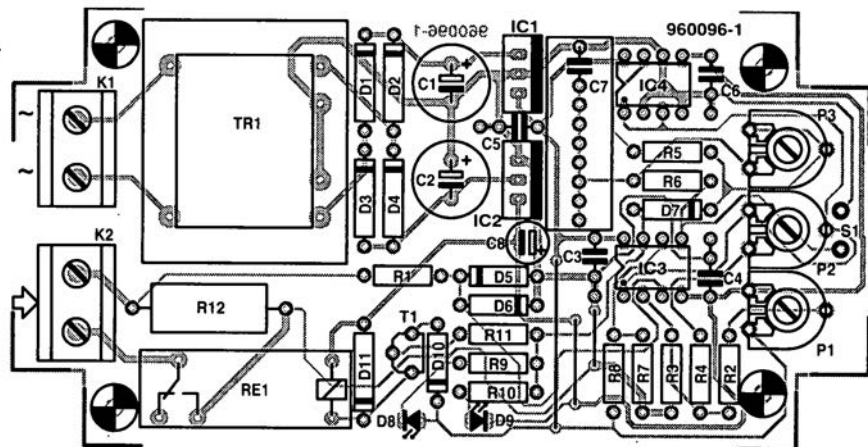 960096-1
IC1
960096-1
K1
~
~
TR1
D1
D2
C1
+
C7
IC4
C6
P3
C5
R5
R6
D3
D4
C2
+
IC2
D7
S1
K2
C8
+
C3
IC3
C4
P2
R1
D5
R12
D6
T1
P1
R11
D11
D10
R9
R8
R7
R3
R4
R2
RE1
R10
D8
D9